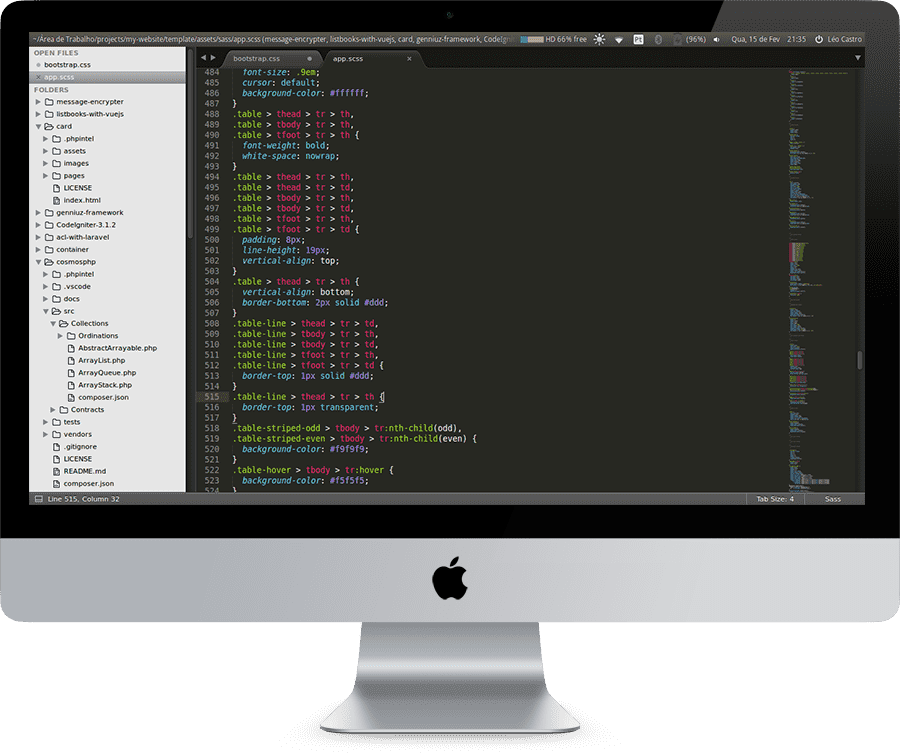 ~/Área de Trabalho/projects/my-website/template/assets/sass/app.scss (message-encrypter, listbooks-with-vuejs, card, genniuz-framework, CodeIgn HD 66% free Pt (96%) Qua, 15 de Fev 21:35 Léo Castro
OPEN FILES
bootstrap.css
app.scss
FOLDERS
message-encrypter
listbooks-with-vuejs
card
.phpintel
assets
images
pages
LICENSE
index.html
genniuz-framework
CodeIgniter-3.1.2
acl-with-laravel
container
cosmosphp
.phpintel
.vscode
docs
src
Collections
Ordinations
AbstractArrayable.php
ArrayList.php
ArrayQueue.php
ArrayStack.php
composer.json
Contracts
tests
vendors
.gitignore
LICENSE
README.md
composer.json
bootstrap.css
app.scss
484 font-size: .9em;
485 cursor: default;
486 background-color: #ffffff;
487 }
488 .table > thead > tr > th,
489 .table > tbody > tr > th,
490 .table > tfoot > tr > th {
491 font-weight: bold;
492 white-space: nowrap;
493 }
494 .table > thead > tr > th,
495 .table > thead > tr > td,
496 .table > tbody > tr > th,
497 .table > tbody > tr > td,
498 .table > tfoot > tr > th,
499 .table > tfoot > tr > td {
500 padding: 8px;
501 line-height: 19px;
502 vertical-align: top;
503 }
504 .table > thead > tr > th {
505 vertical-align: bottom;
506 border-bottom: 2px solid #ddd;
507 }
508 .table-line > thead > tr > td,
509 .table-line > tbody > tr > th,
510 .table-line > tbody > tr > td,
511 .table-line > tfoot > tr > th,
512 .table-line > tfoot > tr > td {
513 border-top: 1px solid #ddd;
514 }
515 .table-line > thead > tr > th {
516 border-top: 1px transparent;
517 }
518 .table-striped-odd > tbody > tr:nth-child(odd),
519 .table-striped-even > tbody > tr:nth-child(even) {
520 background-color: #f9f9f9;
521 }
522 .table-hover > tbody > tr:hover {
523 background-color: #f5f5f5;
524 }
Line 515, Column 32
Tab Size: 4
Sass